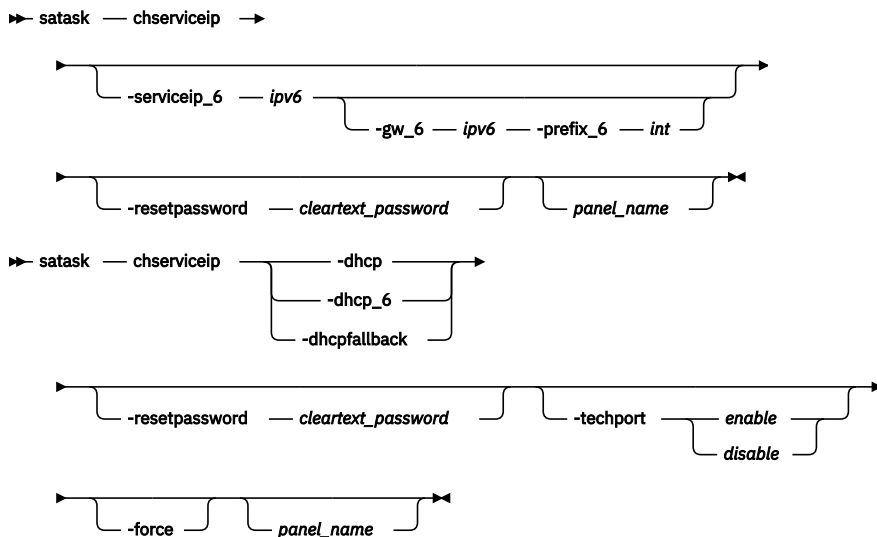 satask chserviceip
-serviceip_6 ipv6
-gw_6 ipv6 -prefix_6 int
-resetpassword cleartext_password panel_name
satask chserviceip -dhcp
-dhcp_6
-dhcpfallback
-resetpassword cleartext_password -techport enable
disable
-force panel_name